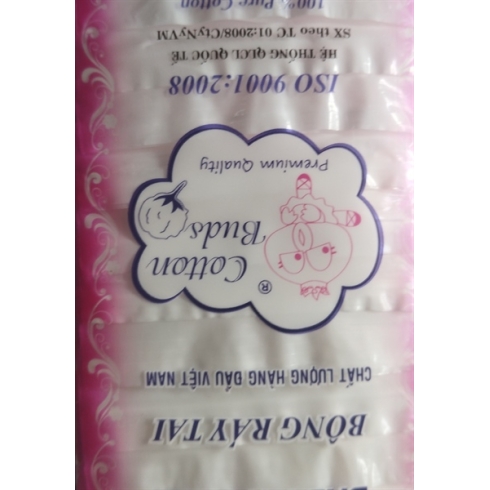 BÔNG RÁY TAI
CHẤT LƯỢNG HÀNG ĐẦU VIỆT NAM
®
Cotton
Buds
Premium Quality
ISO 9001:2008
HỆ THỐNG QLCL QUỐC TẾ
SX theo TC 01:2008/CtyNyVM
100% Pure Cotton